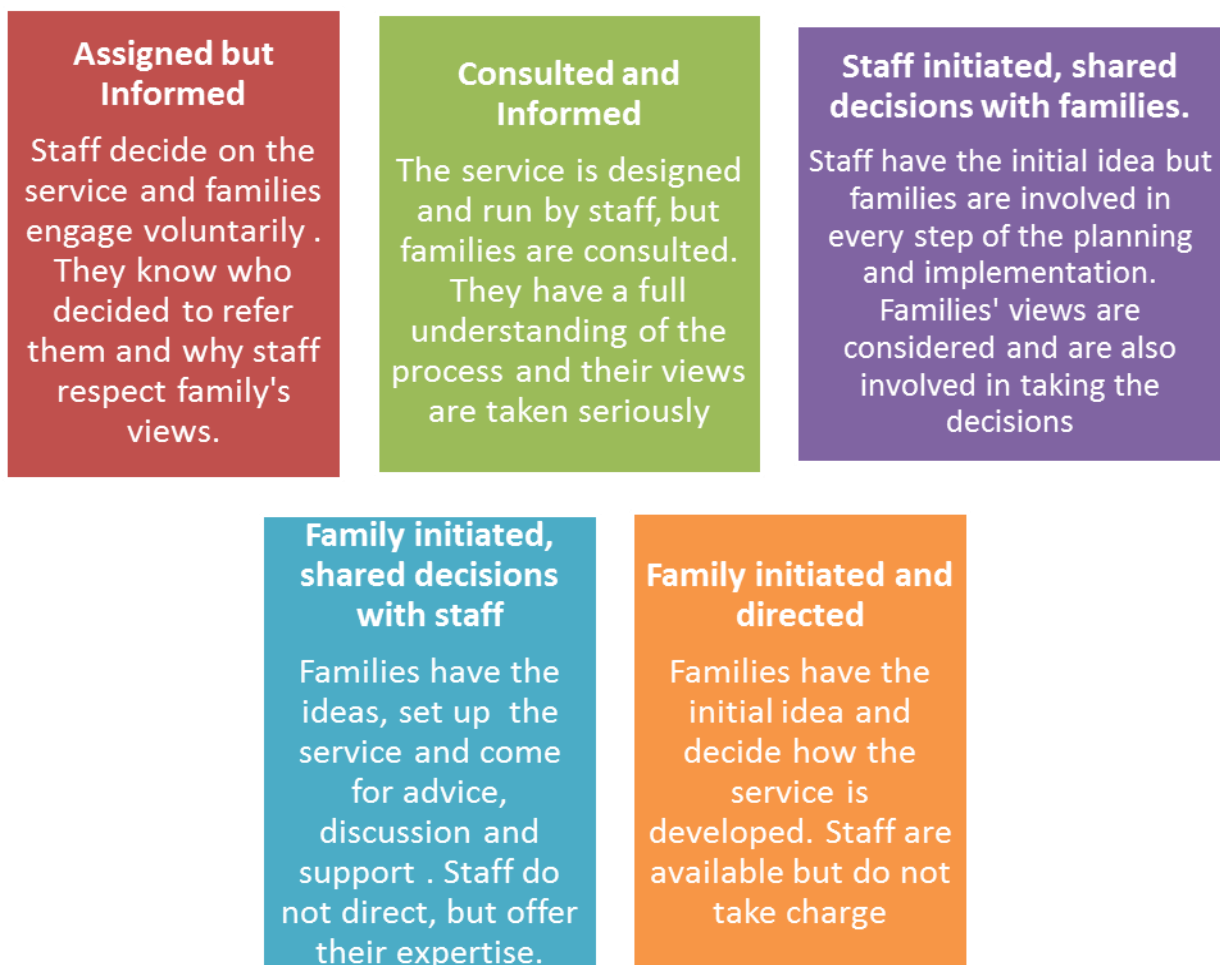 Assigned but
Informed
Staff decide on the
service and families
engage voluntarily .
They know who
decided to refer
them and why staff
respect family's
views.
Consulted and
Informed
The service is designed
and run by staff, but
families are consulted.
They have a full
understanding of the
process and their views
are taken seriously
Staff initiated, shared
decisions with families.
Staff have the initial idea but
families are involved in
every step of the planning
and implementation.
Families' views are
considered and are also
involved in taking the
decisions
Family initiated,
shared decisions
with staff
Families have the
ideas, set up the
service and come
for advice,
discussion and
support . Staff do
not direct, but offer
their expertise.
Family initiated and
directed
Families have the
initial idea and
decide how the
service is
developed. Staff are
available but do not
take charge